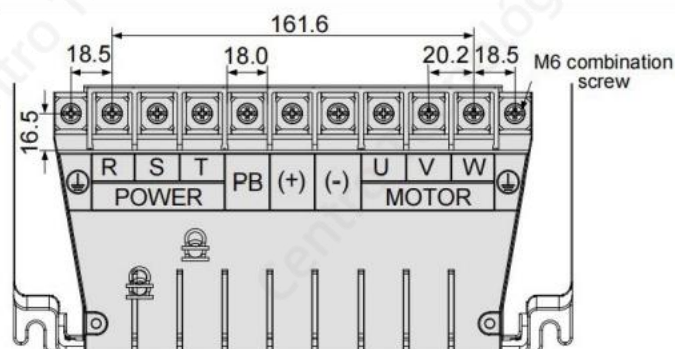 161.6
18.5 18.0 20.2 18.5
M6 combination
screw
16.5
R S T PB (+) (-) U V W
POWER MOTOR